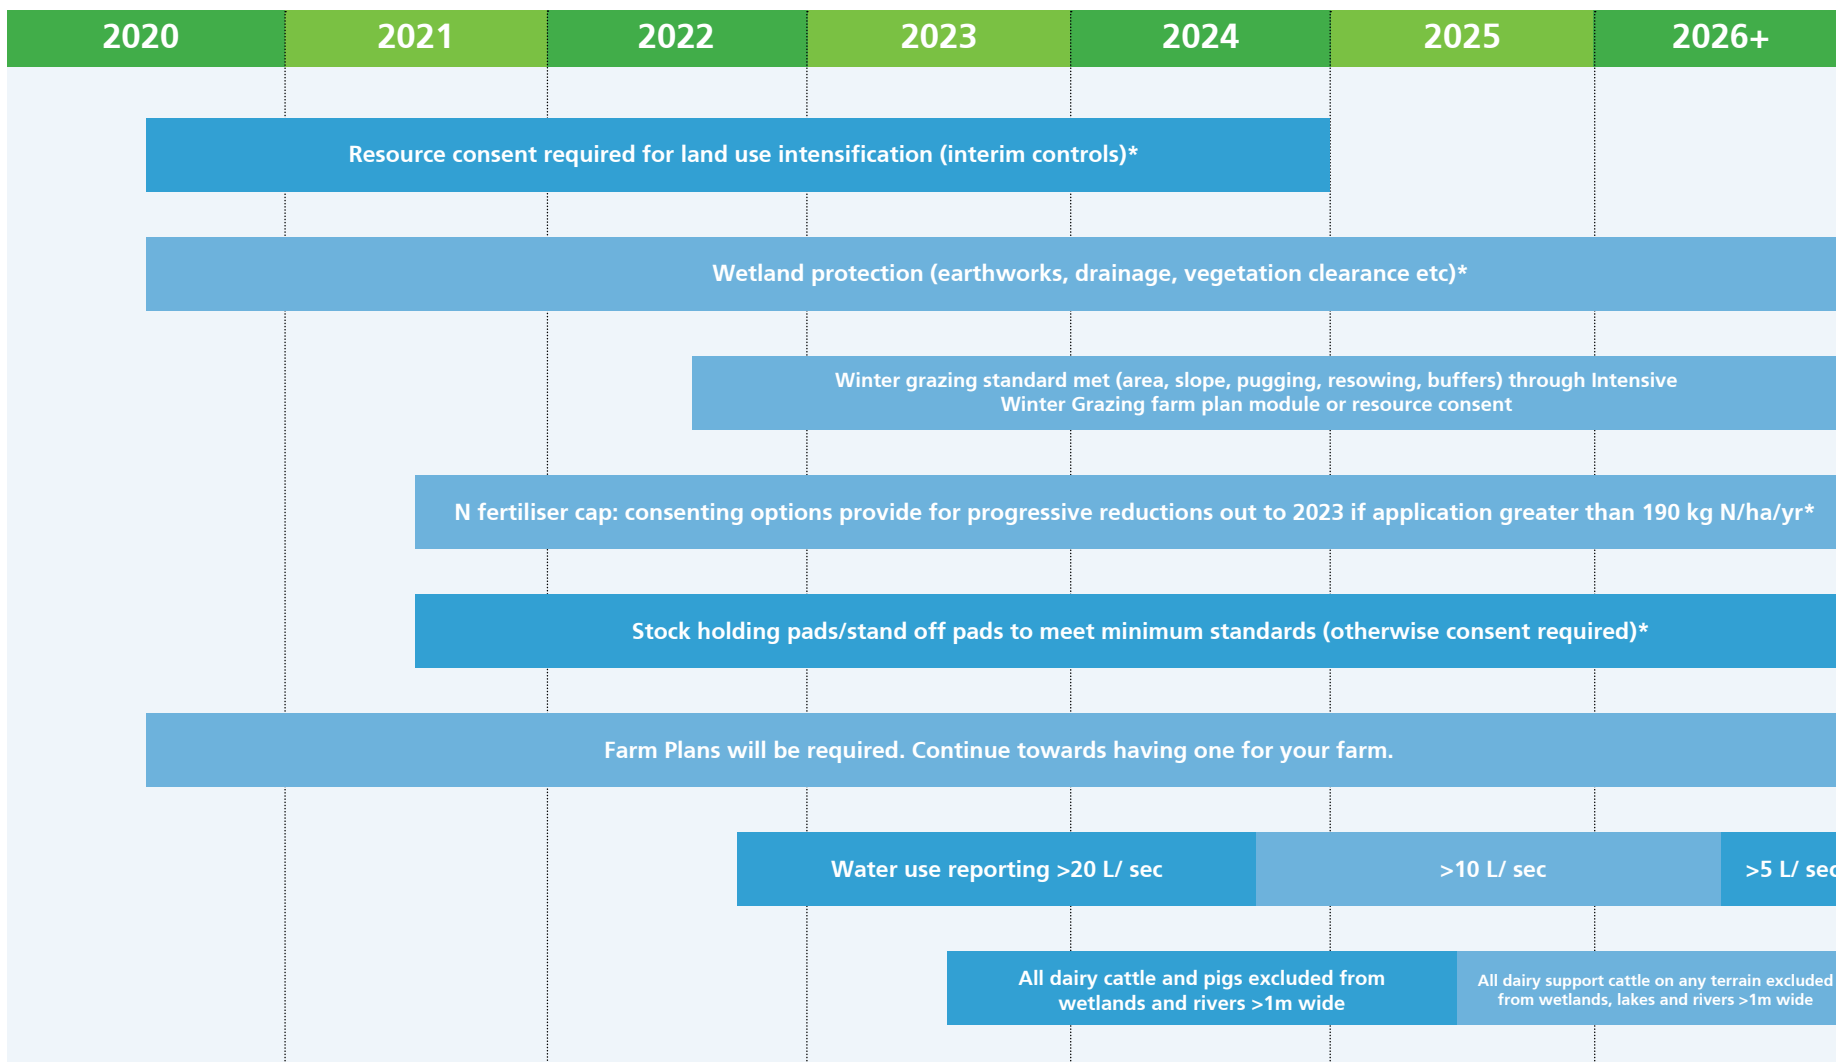 2020 2021 2022 2023 2024 2025 2026+
Resource consent required for land use intensification (interim controls)*
Wetland protection (earthworks, drainage, vegetation clearance etc)*
Winter grazing standard met (area, slope, pugging, resowing, buffers) through Intensive
Winter Grazing farm plan module or resource consent
N fertiliser cap: consenting options provide for progressive reductions out to 2023 if application greater than 190 kg N/ha/yr*
Stock holding pads/stand off pads to meet minimum standards (otherwise consent required)*
Farm Plans will be required. Continue towards having one for your farm.
Water use reporting >20 L/ sec >10 L/ sec >5 L/ sec
All dairy cattle and pigs excluded from
wetlands and rivers >1m wide
All dairy support cattle on any terrain excluded
from wetlands, lakes and rivers >1m wide